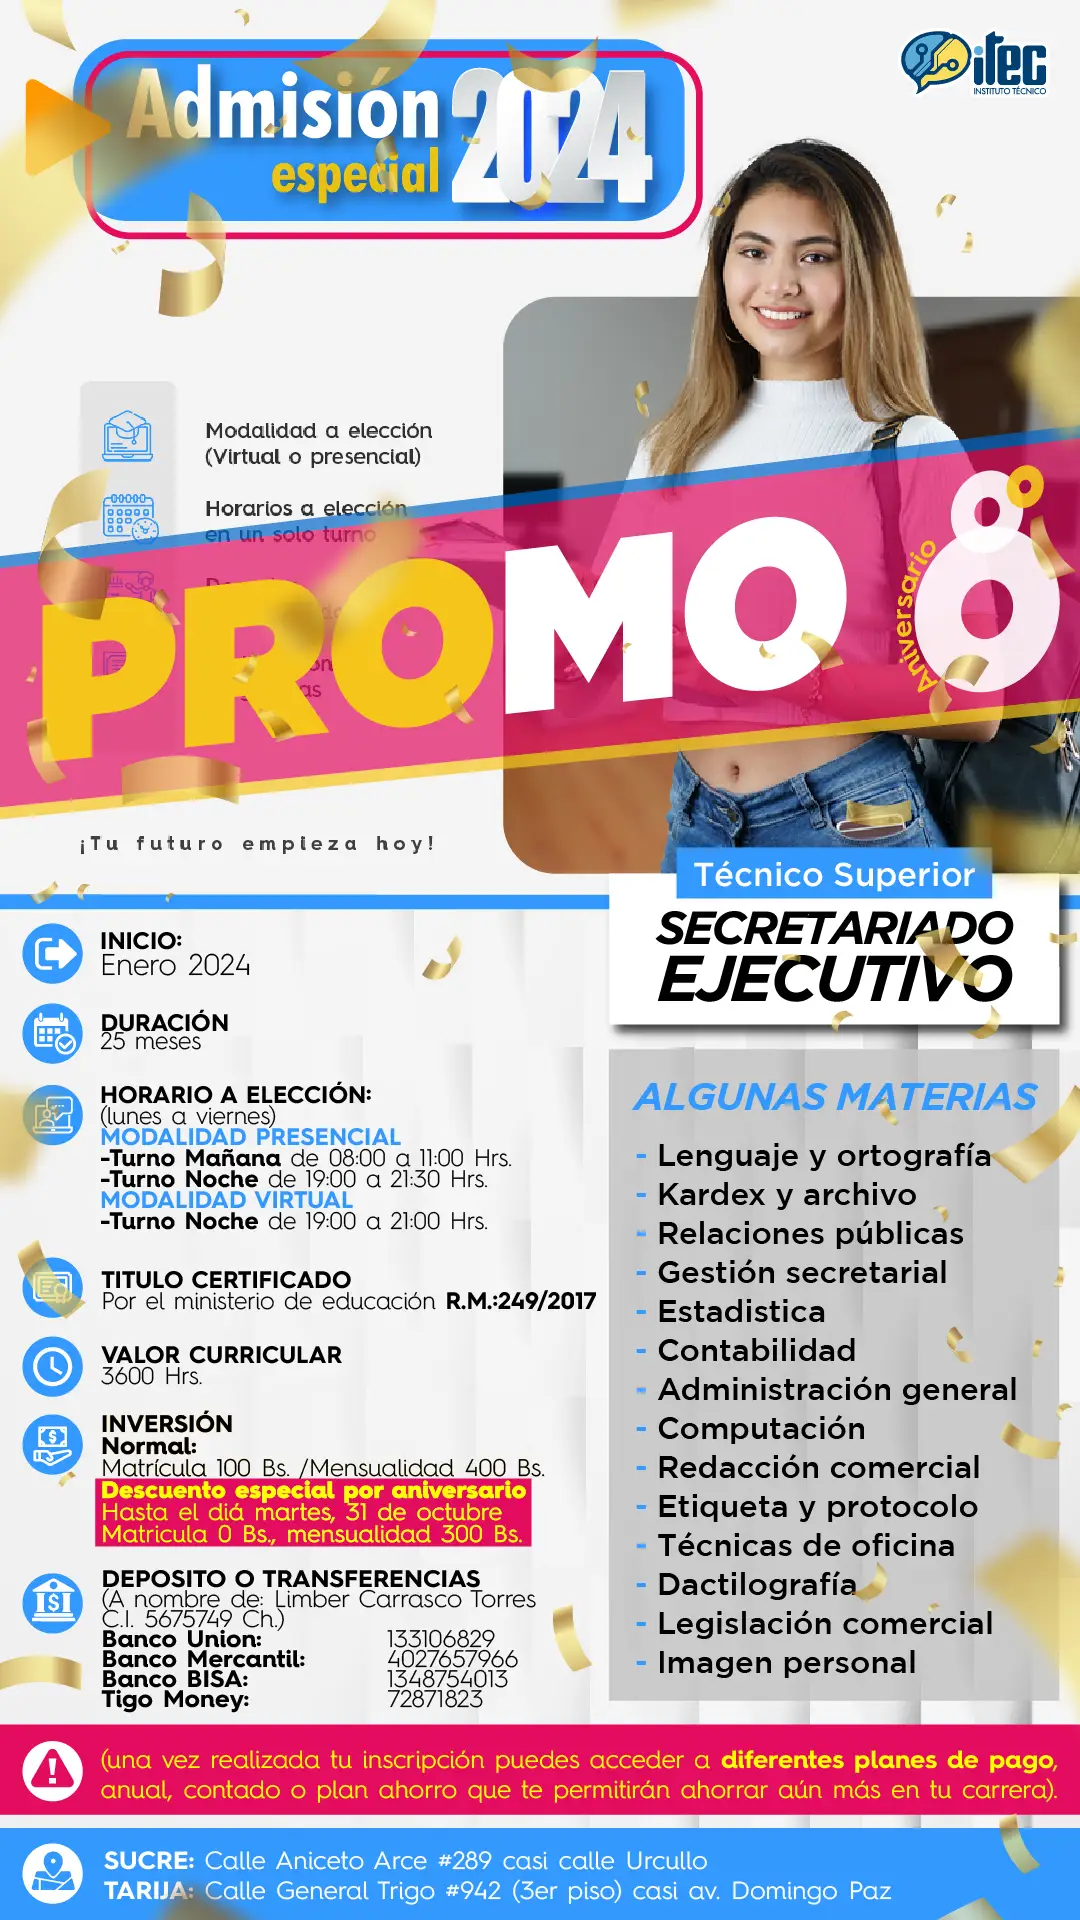 Admisión
especial
2024
itec
INSTITUTO TÉCNICO
Modalidad a elección
(Virtual o presencial)
Horarios a elección
en un solo turno
PROMO
8°
Aniversario
¡Tu futuro empieza hoy!
Técnico Superior
SECRETARIADO
EJECUTIVO
INICIO:
Enero 2024
DURACIÓN
25 meses
HORARIO A ELECCIÓN:
(lunes a viernes)
MODALIDAD PRESENCIAL
-Turno Mañana de 08:00 a 11:00 Hrs.
-Turno Noche de 19:00 a 21:30 Hrs.
MODALIDAD VIRTUAL
-Turno Noche de 19:00 a 21:00 Hrs.
TITULO CERTIFICADO
Por el ministerio de educación R.M.:249/2017
VALOR CURRICULAR
3600 Hrs.
INVERSIÓN
Normal:
Matrícula 100 Bs. /Mensualidad 400 Bs.
Descuento especial por aniversario
Hasta el diá martes, 31 de octubre
Matricula 0 Bs., mensualidad 300 Bs.
DEPOSITO O TRANSFERENCIAS
(A nombre de: Limber Carrasco Torres
C.I. 5675749 Ch.)
Banco Union: 133106829
Banco Mercantil: 4027657966
Banco BISA: 1348754013
Tigo Money: 72871823
ALGUNAS MATERIAS
- Lenguaje y ortografía
- Kardex y archivo
- Relaciones públicas
- Gestión secretarial
- Estadistica
- Contabilidad
- Administración general
- Computación
- Redacción comercial
- Etiqueta y protocolo
- Técnicas de oficina
- Dactilografía
- Legislación comercial
- Imagen personal
(una vez realizada tu inscripción puedes acceder a diferentes planes de pago,
anual, contado o plan ahorro que te permitirán ahorrar aún más en tu carrera).
SUCRE: Calle Aniceto Arce #289 casi calle Urcullo
TARIJA: Calle General Trigo #942 (3er piso) casi av. Domingo Paz